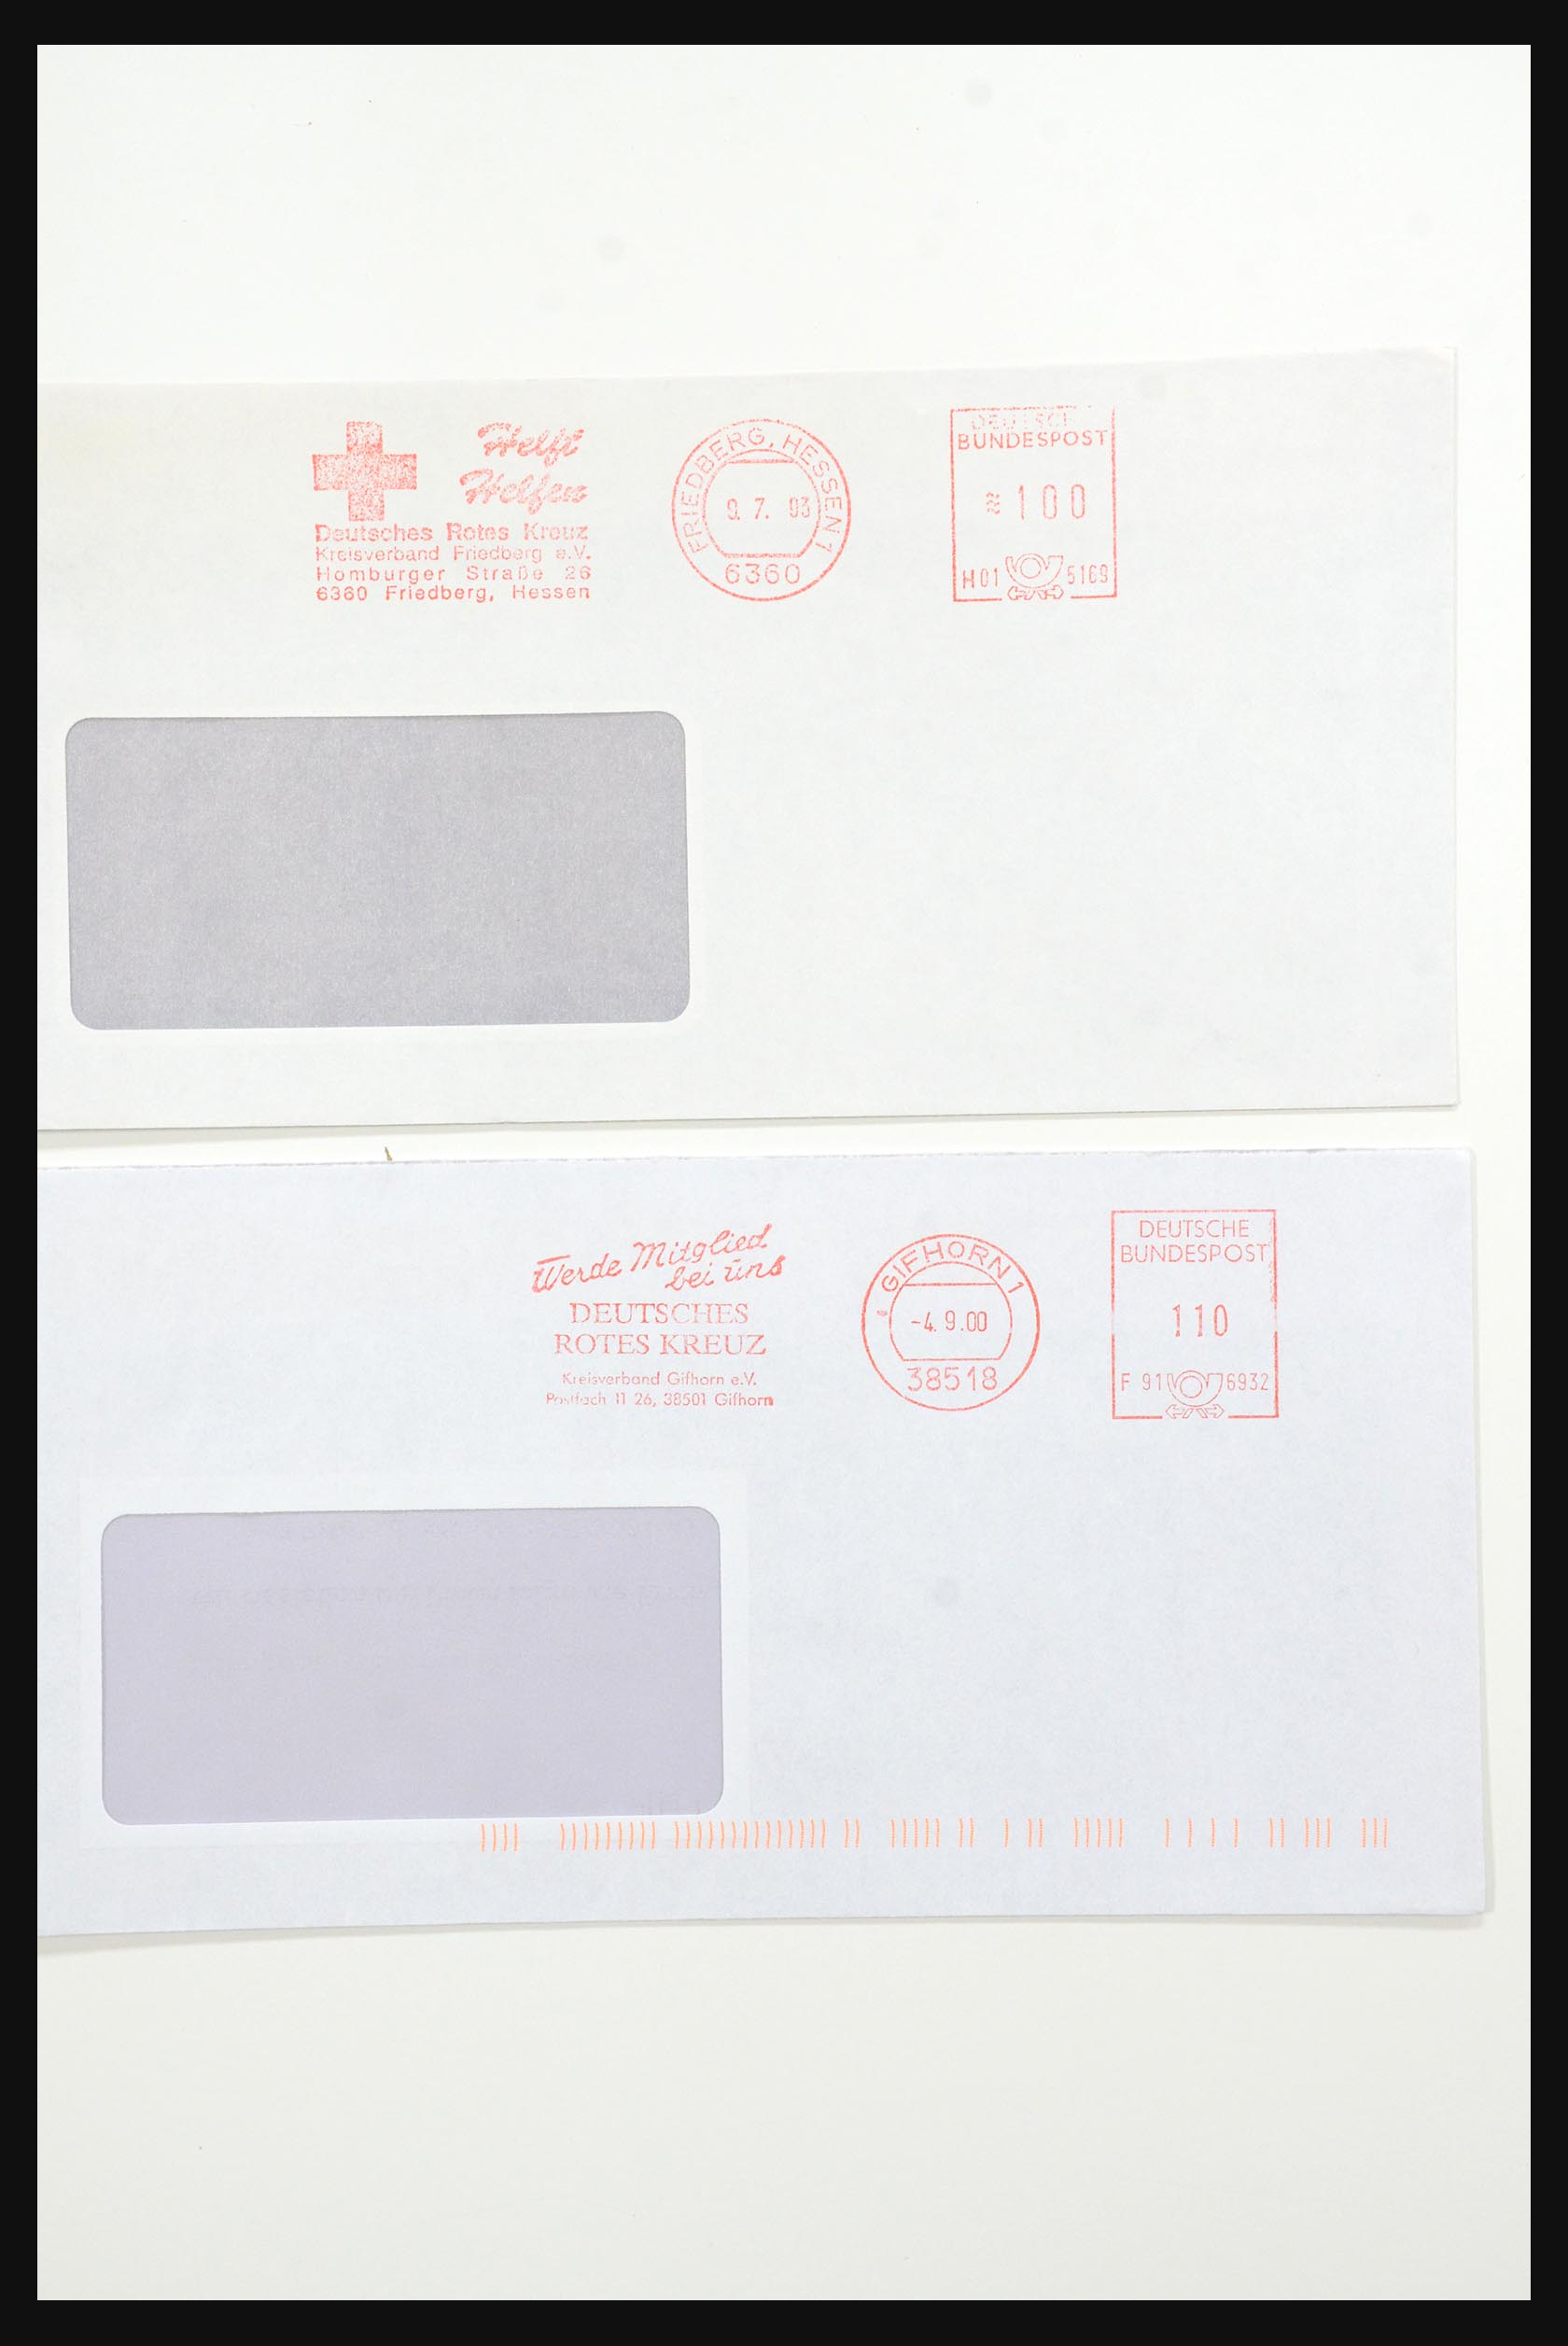 Helft
Helfen
Deutsches Rotes Kreuz
Kreisverband Friedberg e.V.
Homburger Straße 26
6360 Friedberg, Hessen
FRIEDBERG, HESSEN 1
9. 7. 93
6360
DEUTSCHE
BUNDESPOST
≈100
H01 5169
Werde Mitglied
bei uns
DEUTSCHES
ROTES KREUZ
Kreisverband Gifhorn e.V.
Postfach 11 26, 38501 Gifhorn
GIFHORN 1
-4.9.00
38518
DEUTSCHE
BUNDESPOST
110
F 91 6932